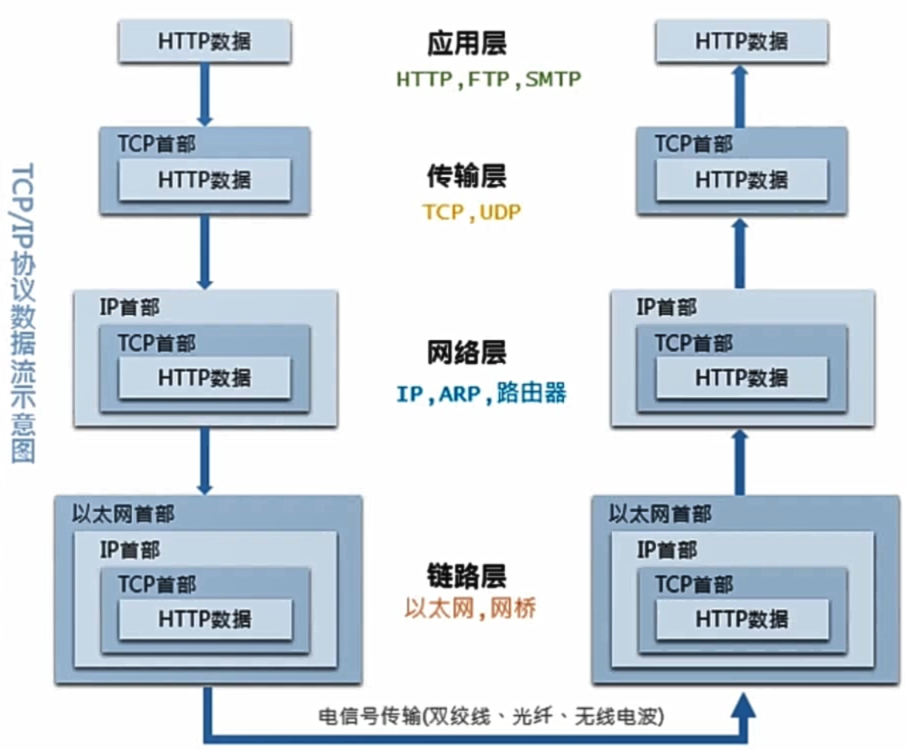 TCP/IP协议数据流示意图
HTTP数据
应用层
HTTP,FTP,SMTP
HTTP数据
TCP首部
HTTP数据
传输层
TCP,UDP
TCP首部
HTTP数据
IP首部
TCP首部
HTTP数据
网络层
IP,ARP,路由器
IP首部
TCP首部
HTTP数据
以太网首部
IP首部
TCP首部
HTTP数据
链路层
以太网,网桥
以太网首部
IP首部
TCP首部
HTTP数据
电信号传输(双绞线、光纤、无线电波)